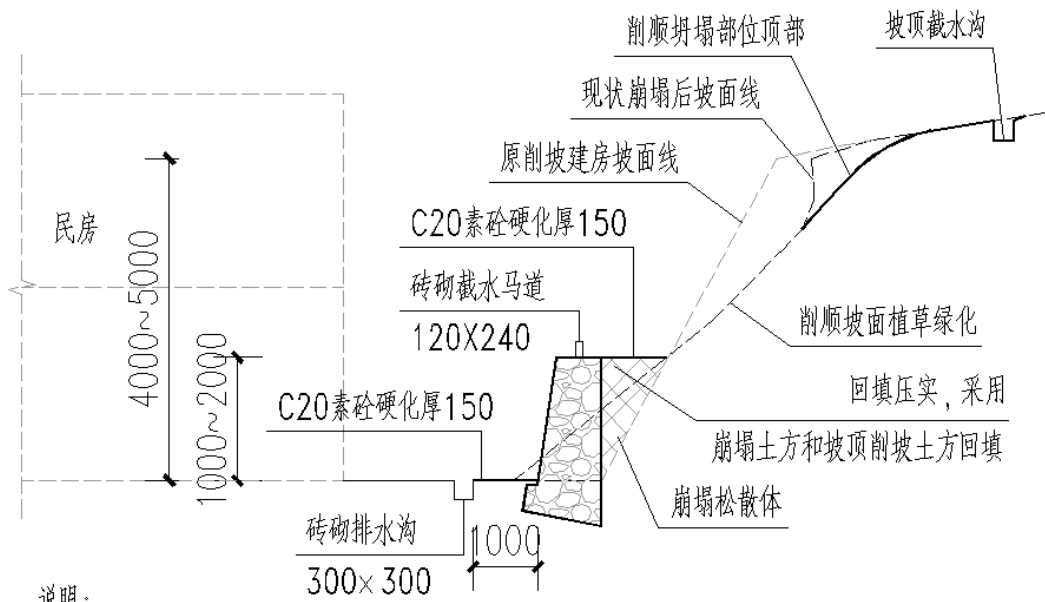 削顺坍塌部位顶部
坡顶截水沟
现状崩塌后坡面线
原削坡建房坡面线
民房
C20素砼硬化厚150
砖砌截水马道
120X240
4000~5000
1000~2000
削顺坡面植草绿化
C20素砼硬化厚150
回填压实，采用
崩塌土方和坡顶削坡土方回填
崩塌松散体
砖砌排水沟
300×300
1000
说明：